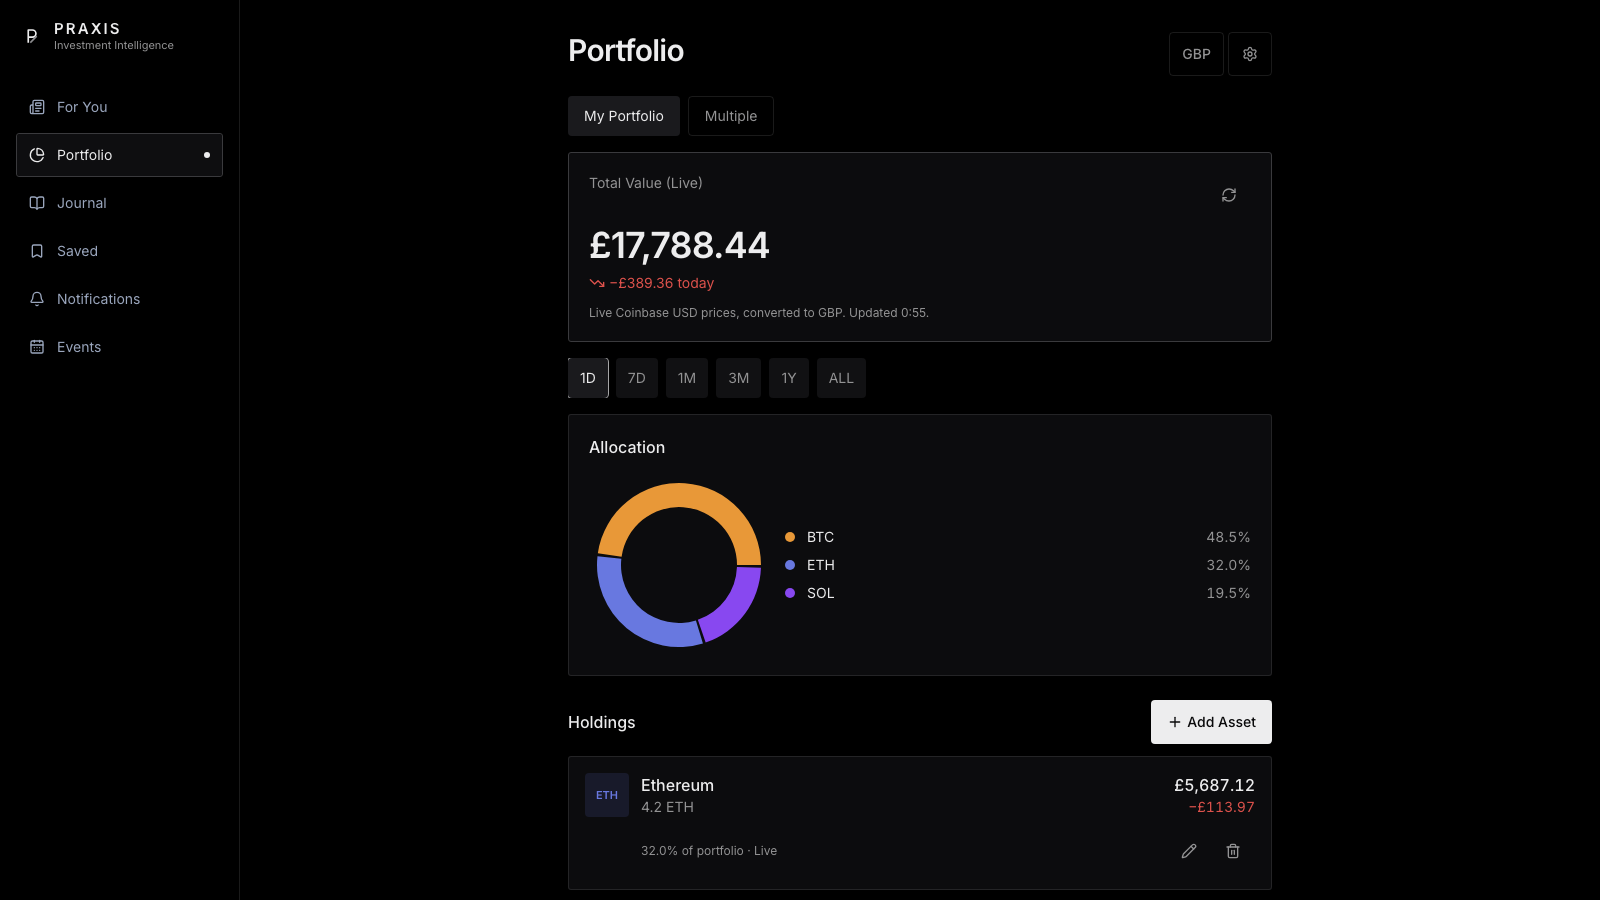 PRAXIS
Investment Intelligence
For You
Portfolio
Journal
Saved
Notifications
Events
Portfolio
GBP
My Portfolio
Multiple
Total Value (Live)
£17,788.44
−£389.36 today
Live Coinbase USD prices, converted to GBP. Updated 0:55.
1D
7D
1M
3M
1Y
ALL
Allocation
BTC 48.5%
ETH 32.0%
SOL 19.5%
Holdings
Add Asset
ETH
Ethereum £5,687.12
4.2 ETH −£113.97
32.0% of portfolio · Live